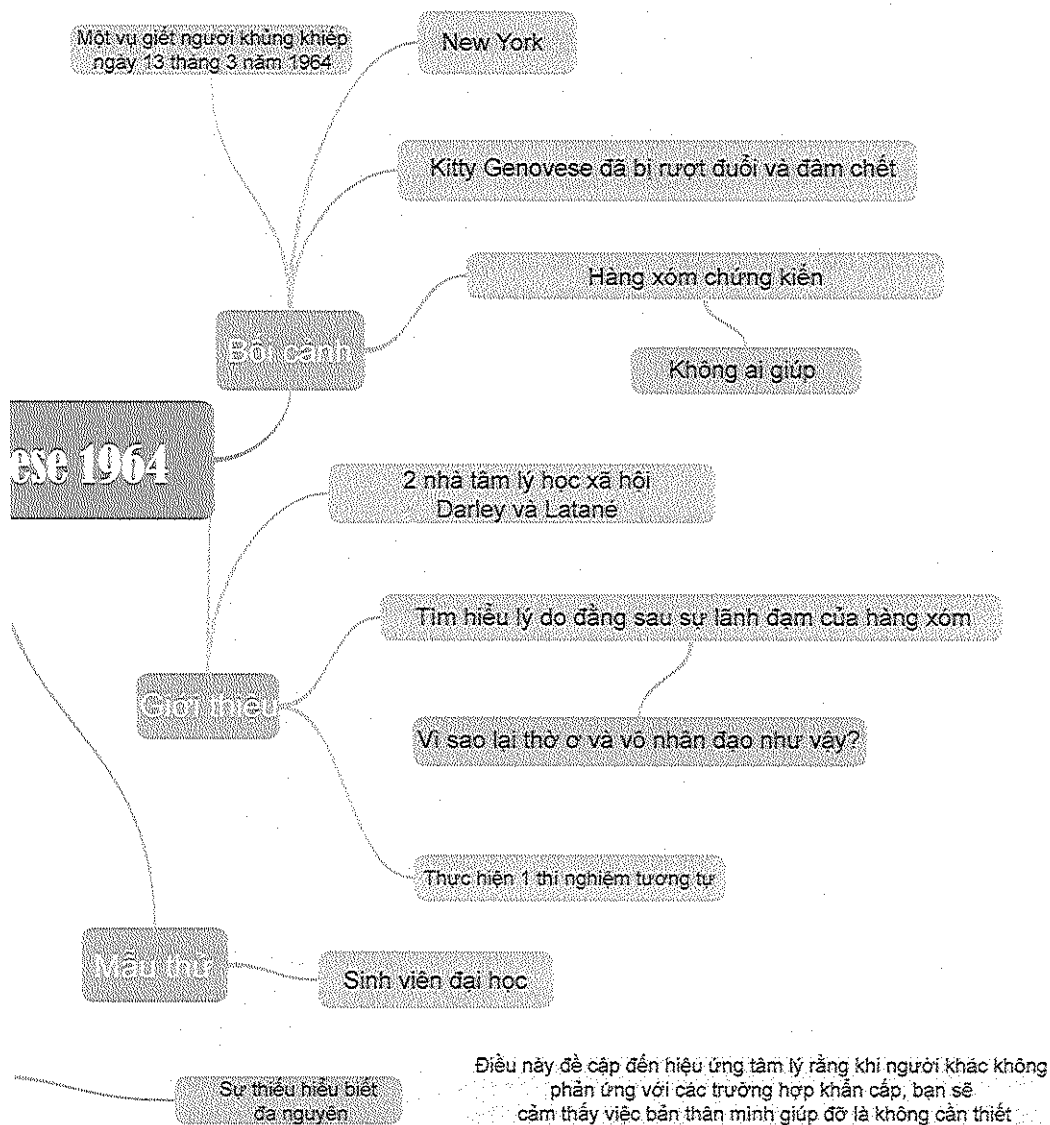 Một vụ giết người khủng khiếp
ngày 13 tháng 3 năm 1964
New York
Kitty Genovese đã bị rượt đuổi và đâm chết
Hàng xóm chứng kiến
Bối cảnh
Không ai giúp
ese 1964
2 nhà tâm lý học xã hội
Darley và Latané
Tìm hiểu lý do đằng sau sự lãnh đạm của hàng xóm
Giới thiệu
Vì sao lại thờ ơ và vô nhân đạo như vậy?
Thực hiện 1 thí nghiệm tương tự
Mẫu thử
Sinh viên đại học
Sự thiếu hiểu biết
đa nguyên
Điều này đề cập đến hiệu ứng tâm lý rằng khi người khác không
phản ứng với các trường hợp khẩn cấp, bạn sẽ
cảm thấy việc bản thân mình giúp đỡ là không cần thiết